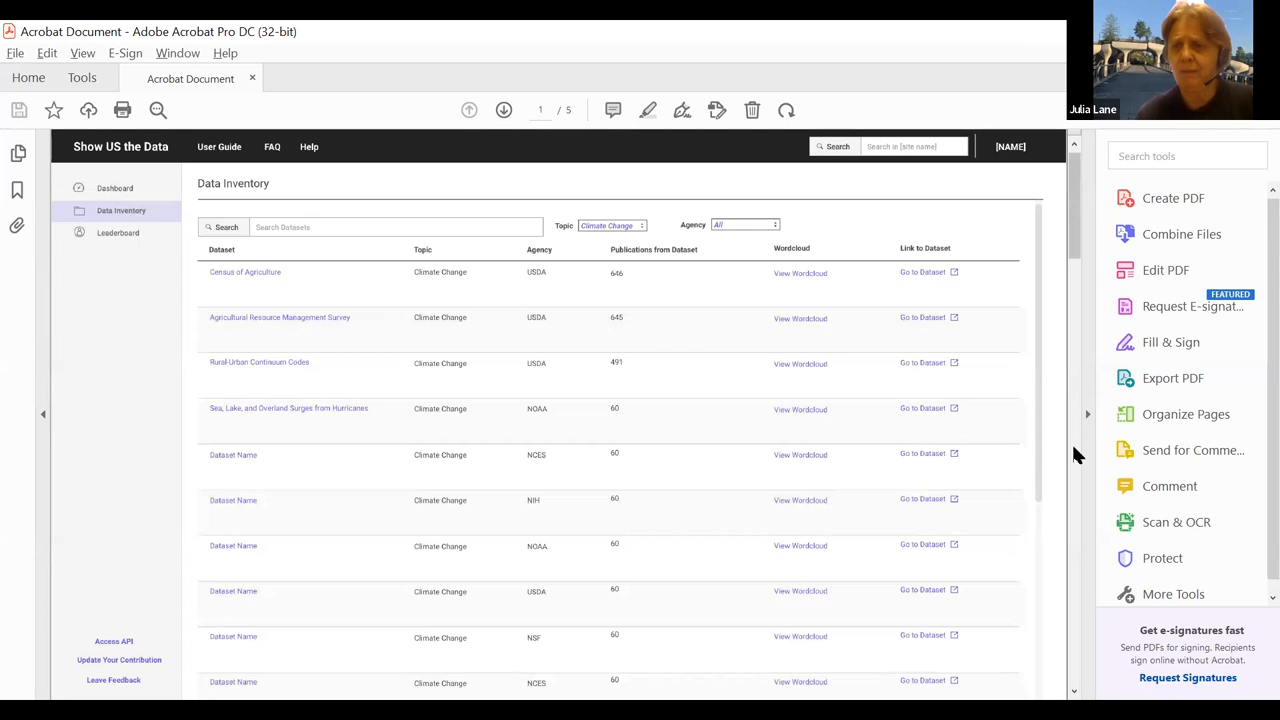 Acrobat Document - Adobe Acrobat Pro DC (32-bit)
File Edit View E-Sign Window Help
Home Tools Acrobat Document ×
1 / 5
Julia Lane
Show US the Data User Guide FAQ Help Search Search in [site name] [NAME]
Dashboard
Data Inventory
Leaderboard
Data Inventory
Search Search Datasets Topic Climate Change Agency All
Dataset Topic Agency Publications from Dataset Wordcloud Link to Dataset
Census of Agriculture Climate Change USDA 646 View Wordcloud Go to Dataset
Agricultural Resource Management Survey Climate Change USDA 645 View Wordcloud Go to Dataset
Rural-Urban Continuum Codes Climate Change USDA 491 View Wordcloud Go to Dataset
Sea, Lake, and Overland Surges from Hurricanes Climate Change NOAA 60 View Wordcloud Go to Dataset
Dataset Name Climate Change NCES 60 View Wordcloud Go to Dataset
Dataset Name Climate Change NIH 60 View Wordcloud Go to Dataset
Dataset Name Climate Change NOAA 60 View Wordcloud Go to Dataset
Dataset Name Climate Change USDA 60 View Wordcloud Go to Dataset
Dataset Name Climate Change NSF 60 View Wordcloud Go to Dataset
Dataset Name Climate Change NCES 60 View Wordcloud Go to Dataset
Access API
Update Your Contribution
Leave Feedback
Search tools
Create PDF
Combine Files
Edit PDF
FEATURED
Request E-signat...
Fill & Sign
Export PDF
Organize Pages
Send for Comme...
Comment
Scan & OCR
Protect
More Tools
Get e-signatures fast
Send PDFs for signing. Recipients
sign online without Acrobat.
Request Signatures